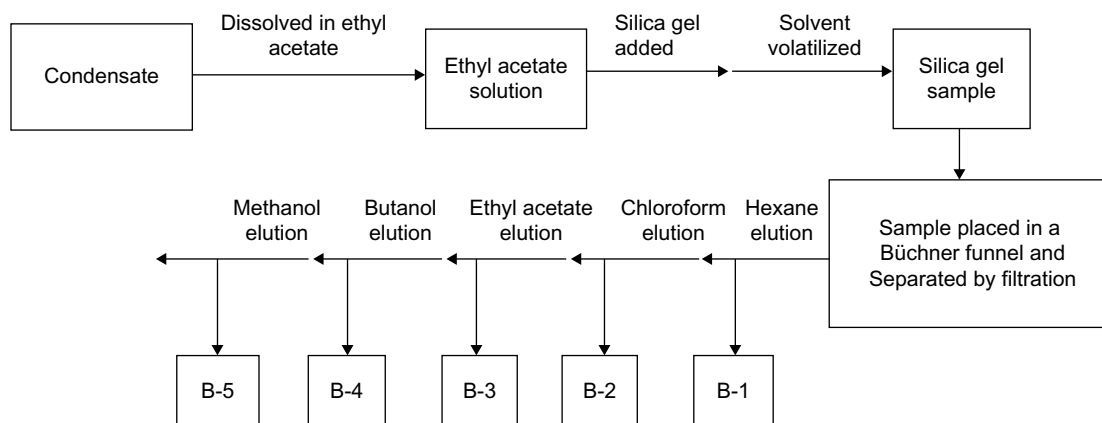 Condensate
Dissolved in ethyl
acetate
Ethyl acetate
solution
Silica gel
added
Solvent
volatilized
Silica gel
sample
Sample placed in a
Büchner funnel and
Separated by filtration
Hexane
elution
Chloroform
elution
Ethyl acetate
elution
Butanol
elution
Methanol
elution
B-5
B-4
B-3
B-2
B-1